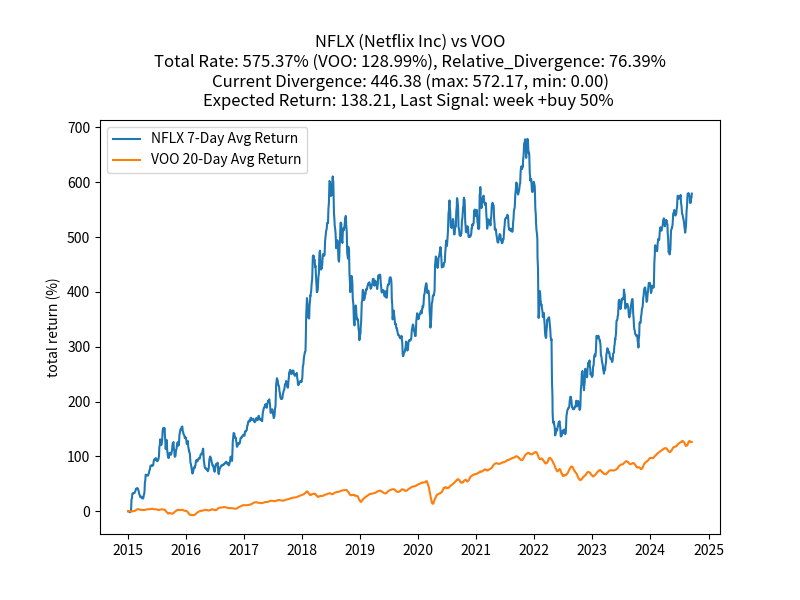 NFLX (Netflix Inc) vs VOO
Total Rate: 575.37% (VOO: 128.99%), Relative_Divergence: 76.39%
Current Divergence: 446.38 (max: 572.17, min: 0.00)
Expected Return: 138.21, Last Signal: week +buy 50%
NFLX 7-Day Avg Return
VOO 20-Day Avg Return
total return (%)
700
600
500
400
300
200
100
0
2015 2016 2017 2018 2019 2020 2021 2022 2023 2024 2025